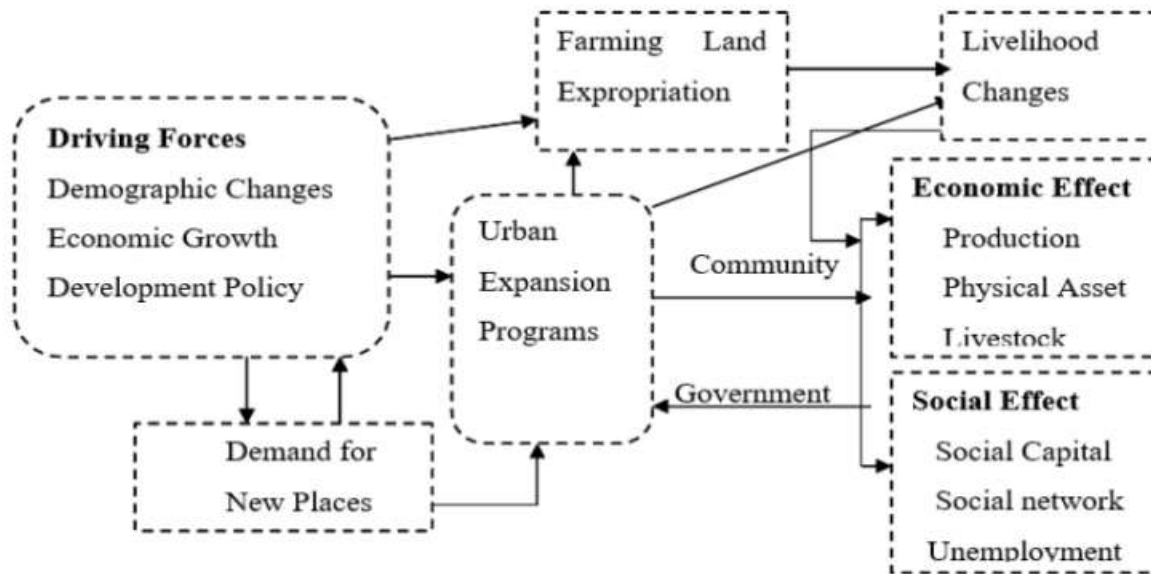 Farming Land
Expropriation
Livelihood
Changes
Driving Forces
Demographic Changes
Economic Growth
Development Policy
Urban
Expansion
Programs
Community
Government
Economic Effect
Production
Physical Asset
Livestock
Social Effect
Social Capital
Social network
Unemployment
Demand for
New Places